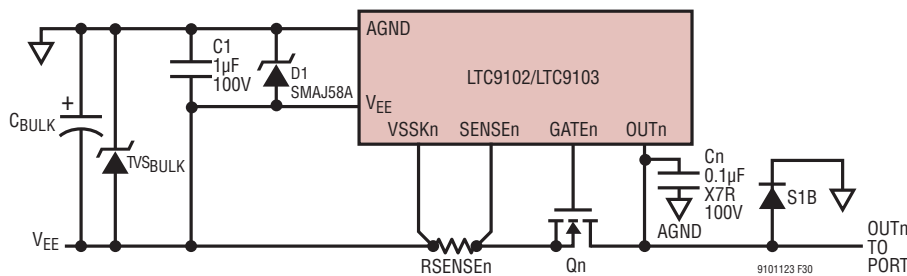 AGND
C1
1µF
100V
D1
SMAJ58A
LTC9102/LTC9103
VEE
CBULK
+
TVSBULK
VSSKn SENSEn GATEn OUTn
Cn
0.1µF
X7R
100V
S1B
AGND
VEE
RSENSEn
Qn
OUTn
TO
PORT
9101123 F30